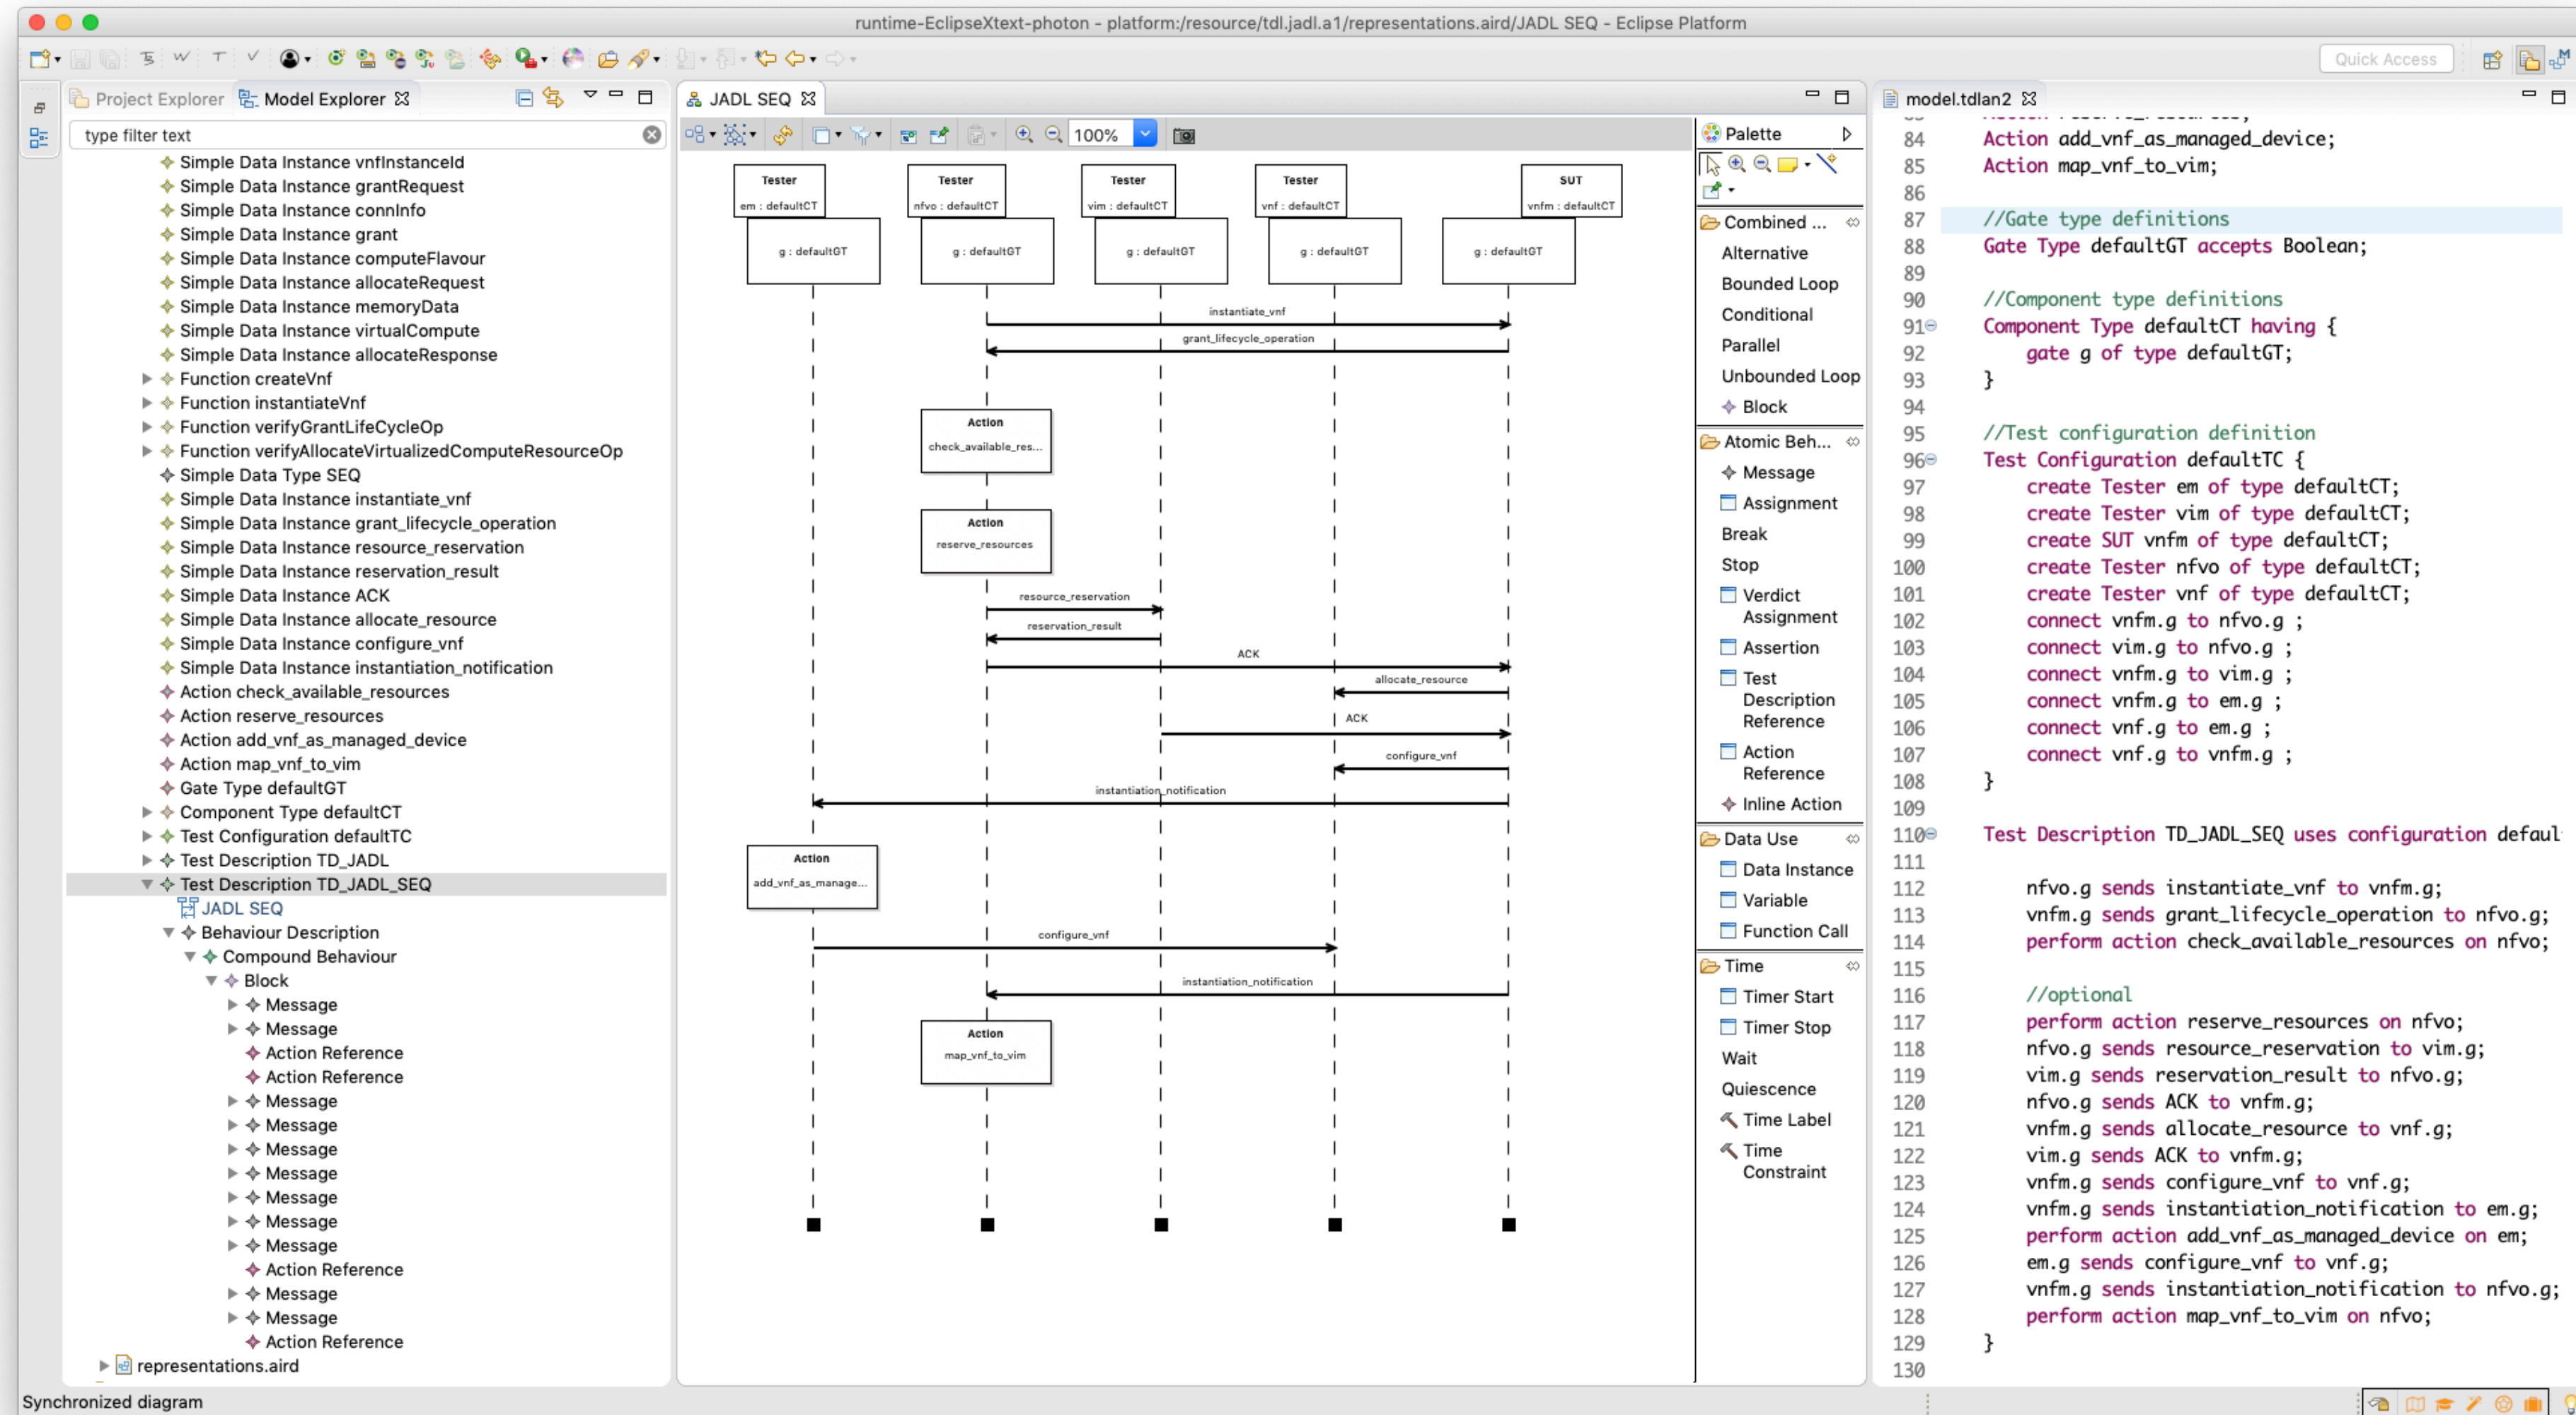 runtime-EclipseXtext-photon - platform:/resource/tdl.jadl.a1/representations.aird/JADL SEQ - Eclipse Platform
Quick Access
Project Explorer
Model Explorer
type filter text
Simple Data Instance vnfInstanceId
Simple Data Instance grantRequest
Simple Data Instance connInfo
Simple Data Instance grant
Simple Data Instance computeFlavour
Simple Data Instance allocateRequest
Simple Data Instance memoryData
Simple Data Instance virtualCompute
Simple Data Instance allocateResponse
Function createVnf
Function instantiateVnf
Function verifyGrantLifeCycleOp
Function verifyAllocateVirtualizedComputeResourceOp
Simple Data Type SEQ
Simple Data Instance instantiate_vnf
Simple Data Instance grant_lifecycle_operation
Simple Data Instance resource_reservation
Simple Data Instance reservation_result
Simple Data Instance ACK
Simple Data Instance allocate_resource
Simple Data Instance configure_vnf
Simple Data Instance instantiation_notification
Action check_available_resources
Action reserve_resources
Action add_vnf_as_managed_device
Action map_vnf_to_vim
Gate Type defaultGT
Component Type defaultCT
Test Configuration defaultTC
Test Description TD_JADL
Test Description TD_JADL_SEQ
JADL SEQ
Behaviour Description
Compound Behaviour
Block
Message
Message
Action Reference
Action Reference
Message
Message
Message
Message
Message
Message
Message
Action Reference
Message
Message
Action Reference
representations.aird
Synchronized diagram
JADL SEQ
100%
Tester
em : defaultCT
g : defaultGT
Tester
nfvo : defaultCT
g : defaultGT
Tester
vim : defaultCT
g : defaultGT
Tester
vnf : defaultCT
g : defaultGT
SUT
vnfm : defaultCT
g : defaultGT
instantiate_vnf
grant_lifecycle_operation
Action
check_available_res...
Action
reserve_resources
resource_reservation
reservation_result
ACK
allocate_resource
ACK
configure_vnf
instantiation_notification
Action
add_vnf_as_manage...
configure_vnf
instantiation_notification
Action
map_vnf_to_vim
Palette
Combined ...
Alternative
Bounded Loop
Conditional
Parallel
Unbounded Loop
Block
Atomic Beh...
Message
Assignment
Break
Stop
Verdict
Assignment
Assertion
Test
Description
Reference
Action
Reference
Inline Action
Data Use
Data Instance
Variable
Function Call
Time
Timer Start
Timer Stop
Wait
Quiescence
Time Label
Time
Constraint
model.tdlan2
84 Action add_vnf_as_managed_device;
85 Action map_vnf_to_vim;
86
87 //Gate type definitions
88 Gate Type defaultGT accepts Boolean;
89
90 //Component type definitions
91 Component Type defaultCT having {
92 gate g of type defaultGT;
93 }
94
95 //Test configuration definition
96 Test Configuration defaultTC {
97 create Tester em of type defaultCT;
98 create Tester vim of type defaultCT;
99 create SUT vnfm of type defaultCT;
100 create Tester nfvo of type defaultCT;
101 create Tester vnf of type defaultCT;
102 connect vnfm.g to nfvo.g ;
103 connect vim.g to nfvo.g ;
104 connect vnfm.g to vim.g ;
105 connect vnfm.g to em.g ;
106 connect vnf.g to em.g ;
107 connect vnf.g to vnfm.g ;
108 }
109
110 Test Description TD_JADL_SEQ uses configuration defaul
111
112 nfvo.g sends instantiate_vnf to vnfm.g;
113 vnfm.g sends grant_lifecycle_operation to nfvo.g;
114 perform action check_available_resources on nfvo;
115
116 //optional
117 perform action reserve_resources on nfvo;
118 nfvo.g sends resource_reservation to vim.g;
119 vim.g sends reservation_result to nfvo.g;
120 nfvo.g sends ACK to vnfm.g;
121 vnfm.g sends allocate_resource to vnf.g;
122 vim.g sends ACK to vnfm.g;
123 vnfm.g sends configure_vnf to vnf.g;
124 vnfm.g sends instantiation_notification to em.g;
125 perform action add_vnf_as_managed_device on em;
126 em.g sends configure_vnf to vnf.g;
127 vnfm.g sends instantiation_notification to nfvo.g;
128 perform action map_vnf_to_vim on nfvo;
129 }
130